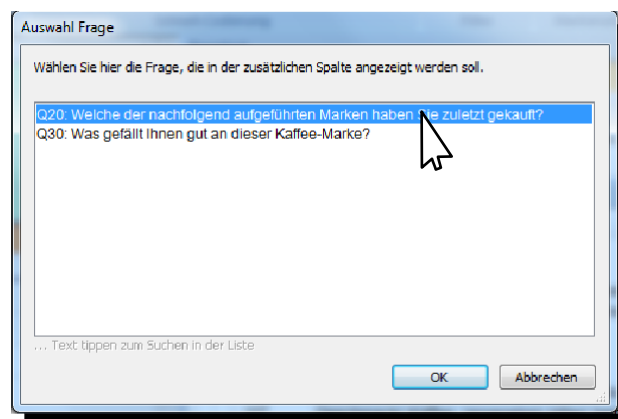 Auswahl Frage
Wählen Sie hier die Frage, die in der zusätzlichen Spalte angezeigt werden soll.
Q20: Welche der nachfolgend aufgeführten Marken haben Sie zuletzt gekauft?
Q30: Was gefällt Ihnen gut an dieser Kaffee-Marke?
... Text tippen zum Suchen in der Liste
OK Abbrechen